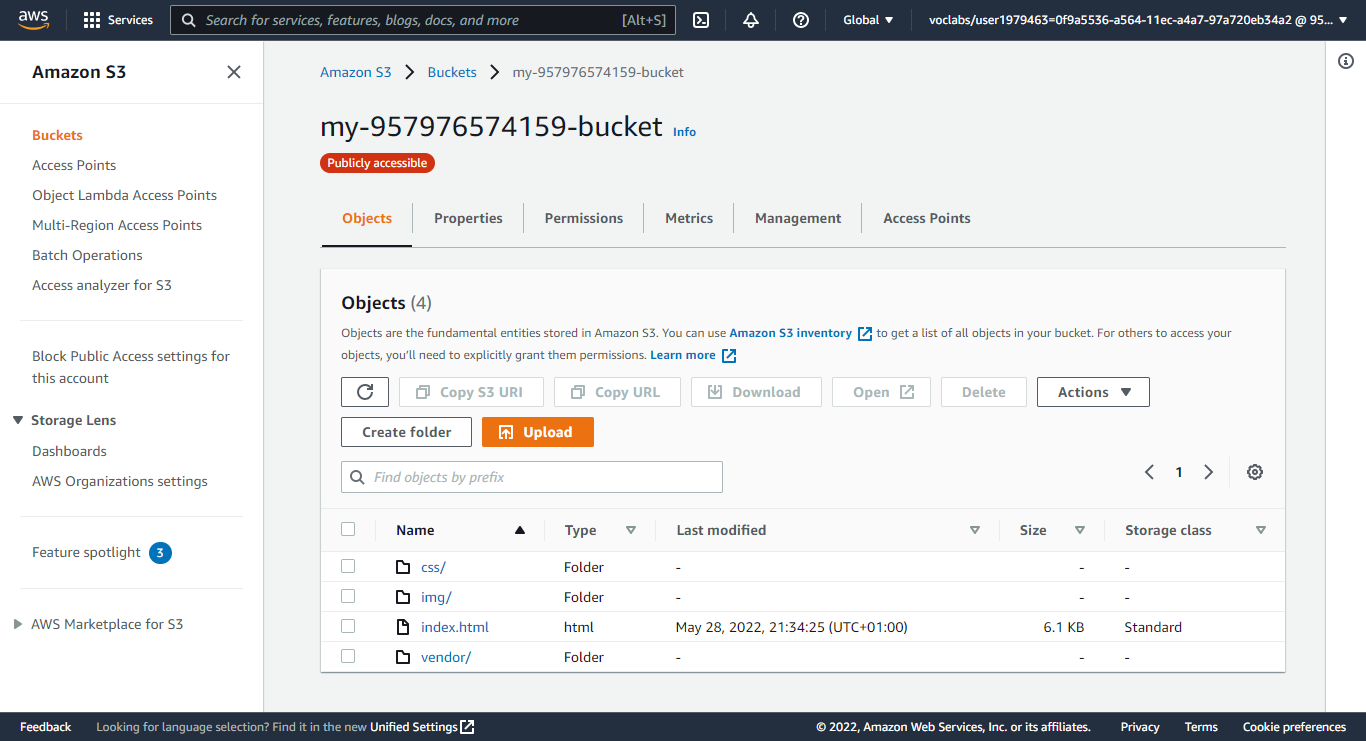 aws Services Search for services, features, blogs, docs, and more [Alt+S] Global voclabs/user1979463=0f9a5536-a564-11ec-a4a7-97a720eb34a2 @ 95...
Amazon S3
Buckets
Access Points
Object Lambda Access Points
Multi-Region Access Points
Batch Operations
Access analyzer for S3
Block Public Access settings for
this account
Storage Lens
Dashboards
AWS Organizations settings
Feature spotlight 3
AWS Marketplace for S3
Amazon S3 Buckets my-957976574159-bucket
my-957976574159-bucket Info
Publicly accessible
Objects Properties Permissions Metrics Management Access Points
Objects (4)
Objects are the fundamental entities stored in Amazon S3. You can use Amazon S3 inventory to get a list of all objects in your bucket. For others to access your
objects, you'll need to explicitly grant them permissions. Learn more
Copy S3 URI Copy URL Download Open Delete Actions
Create folder Upload
Find objects by prefix
1
Name Type Last modified Size Storage class
css/ Folder - - -
img/ Folder - - -
index.html html May 28, 2022, 21:34:25 (UTC+01:00) 6.1 KB Standard
vendor/ Folder - - -
Feedback Looking for language selection? Find it in the new Unified Settings © 2022, Amazon Web Services, Inc. or its affiliates. Privacy Terms Cookie preferences